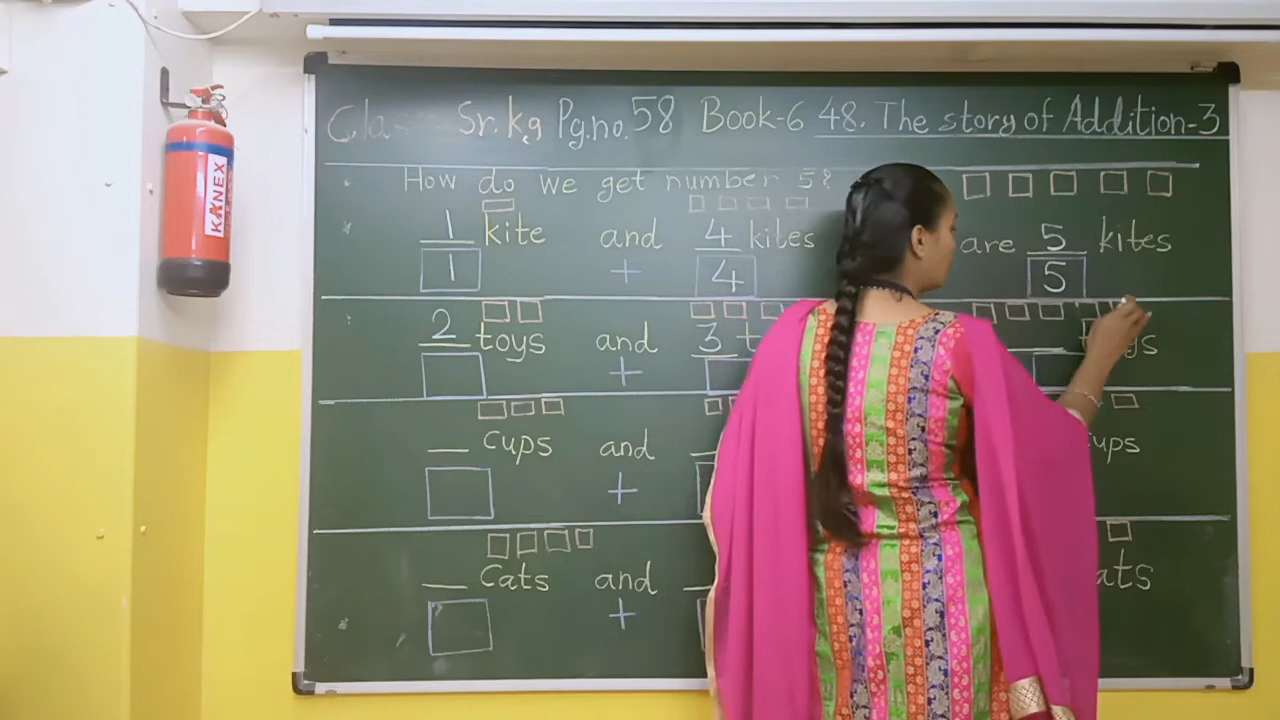 Sr. kg Pg.no. 58 Book-6 48. The story of Addition-3
How do we get number 5?
1 kite and 4 kites are 5 kites
1 + 4 5
2 toys and 3
+
cups and cups
+
cats and
+
KANEX